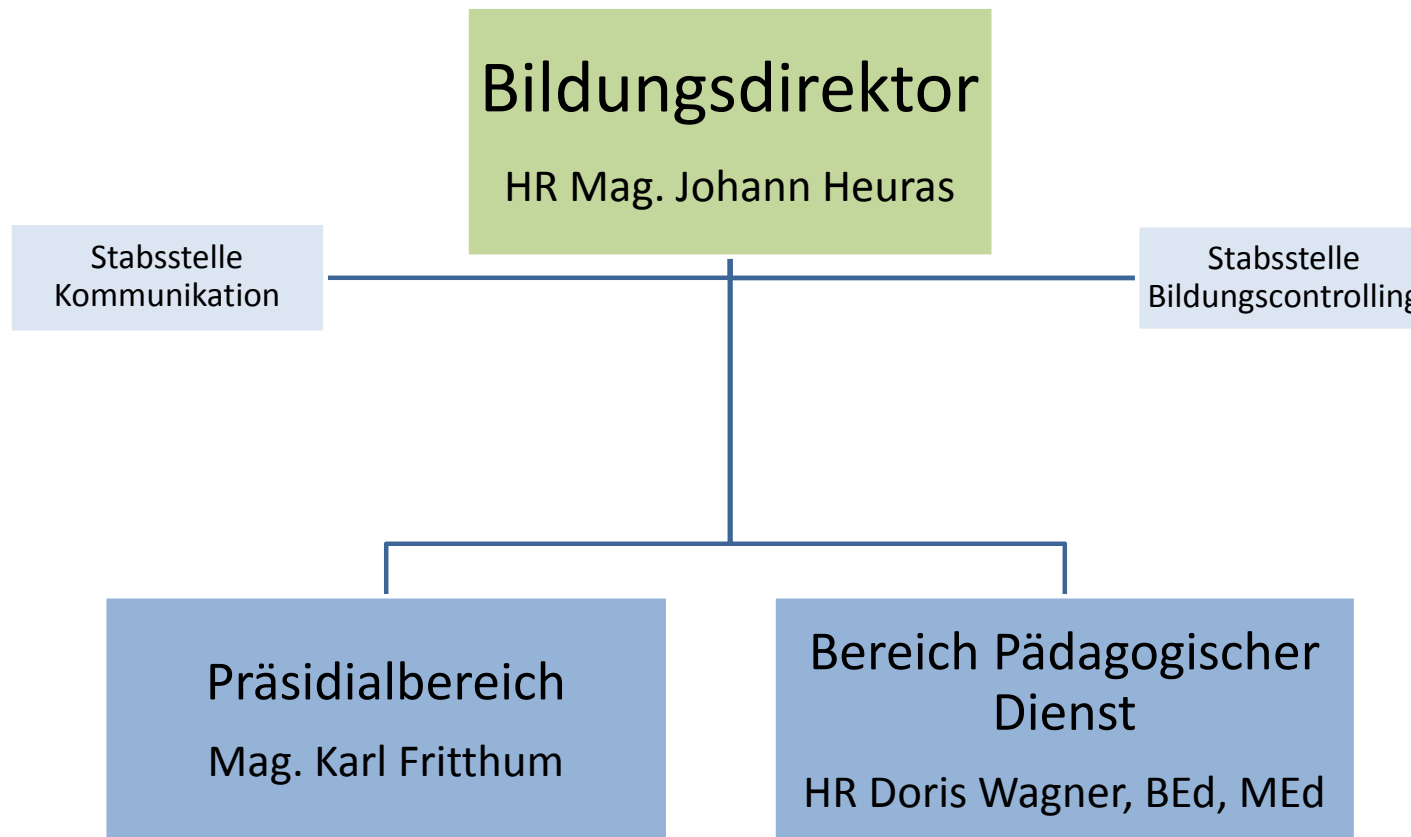 Bildungsdirektor
HR Mag. Johann Heuras
Stabsstelle
Kommunikation
Stabsstelle
Bildungscontrolling
Präsidialbereich
Mag. Karl Fritthum
Bereich Pädagogischer
Dienst
HR Doris Wagner, BEd, MEd